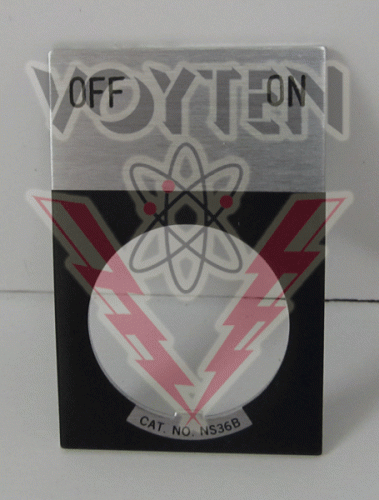 VOYTEN
OFF ON
CAT. NO. NS36B